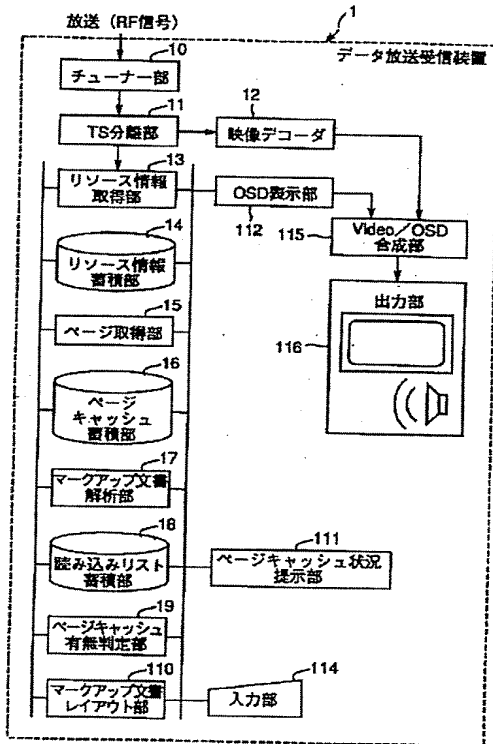 放送（RF信号）
1
データ放送受信装置
10
チューナー部
11
TS分離部
12
映像デコーダ
13
リソース情報
取得部
OSD表示部
112
14
リソース情報
蓄積部
115
Video／OSD
合成部
15
ページ取得部
出力部
116
16
ページ
キャッシュ
蓄積部
17
マークアップ文書
解析部
18
読み込みリスト
蓄積部
111
ページキャッシュ状況
提示部
19
ページキャッシュ
有無判定部
110
マークアップ文書
レイアウト部
114
入力部